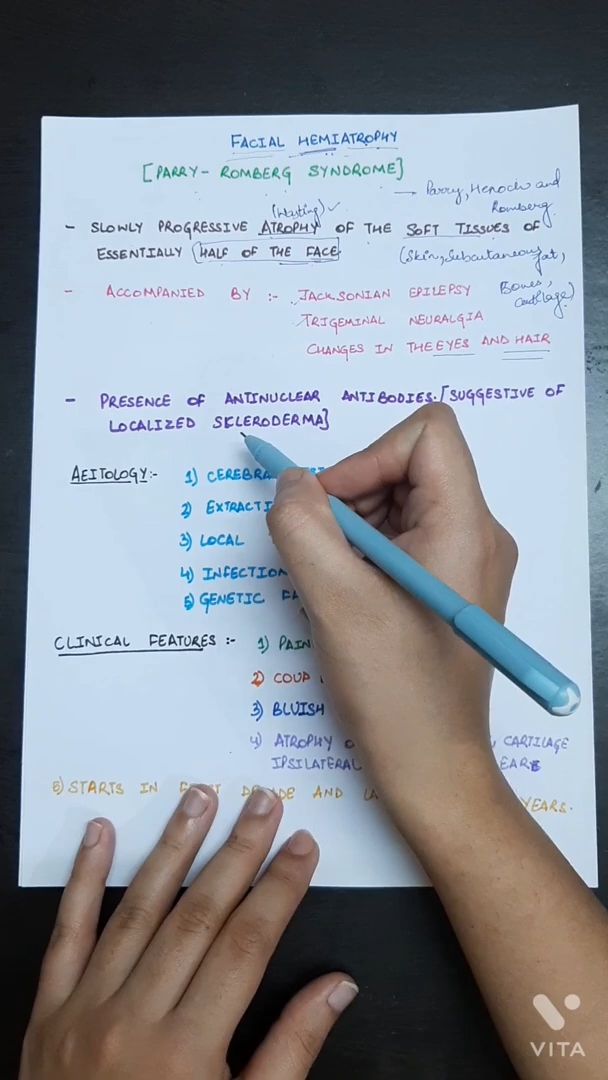 FACIAL HEMIATROPHY
[PARRY- ROMBERG SYNDROME]
→ Parry, Henoch and Romberg
(Wasting)
- SLOWLY PROGRESSIVE ATROPHY OF THE SOFT TISSUES OF
ESSENTIALLY HALF OF THE FACE
(Skin, Subcutaneous fat,
Bones, cartilage)
- ACCOMPANIED BY :- JACKSONIAN EPILEPSY
TRIGEMINAL NEURALGIA
CHANGES IN THE EYES AND HAIR
- PRESENCE OF ANTINUCLEAR ANTIBODIES. [SUGGESTIVE OF
LOCALIZED SCLERODERMA]
AEITOLOGY:- 1) CEREBRA
2) EXTRACTI
3) LOCAL
4) INFECTION
5) GENETIC
CLINICAL FEATURES :- 1) PAIN
2) COUP
3) BLUISH
4) ATROPHY CARTILAGE
IPSILATERAL EARS
5) STARTS IN DECADE AND YEARS.
VITA